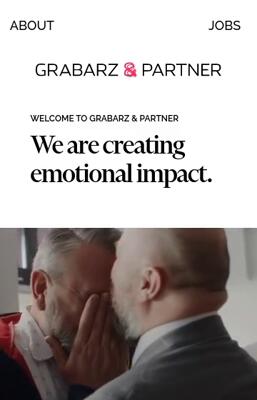 ABOUT
JOBS
GRABARZ & PARTNER
WELCOME TO GRABARZ & PARTNER
We are creating
emotional impact.